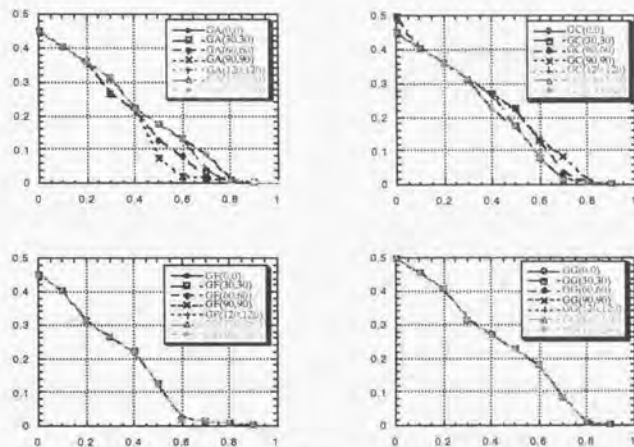 0.5
0.4
0.3
0.2
0.1
0
0 0.2 0.4 0.6 0.8 1
GA(0,0)
GA(30,30)
GA(60,60)
GA(90,90)
GA(120,120)
0.5
0.4
0.3
0.2
0.1
0
0 0.2 0.4 0.6 0.8 1
GC(0,0)
GC(30,30)
GC(60,60)
GC(90,90)
GC(120,120)
0.5
0.4
0.3
0.2
0.1
0
0 0.2 0.4 0.6 0.8 1
GF(0,0)
GF(30,30)
GF(60,60)
GF(90,90)
GF(120,120)
0.5
0.4
0.3
0.2
0.1
0
0 0.2 0.4 0.6 0.8 1
GG(0,0)
GG(30,30)
GG(60,60)
GG(90,90)
GG(120,120)